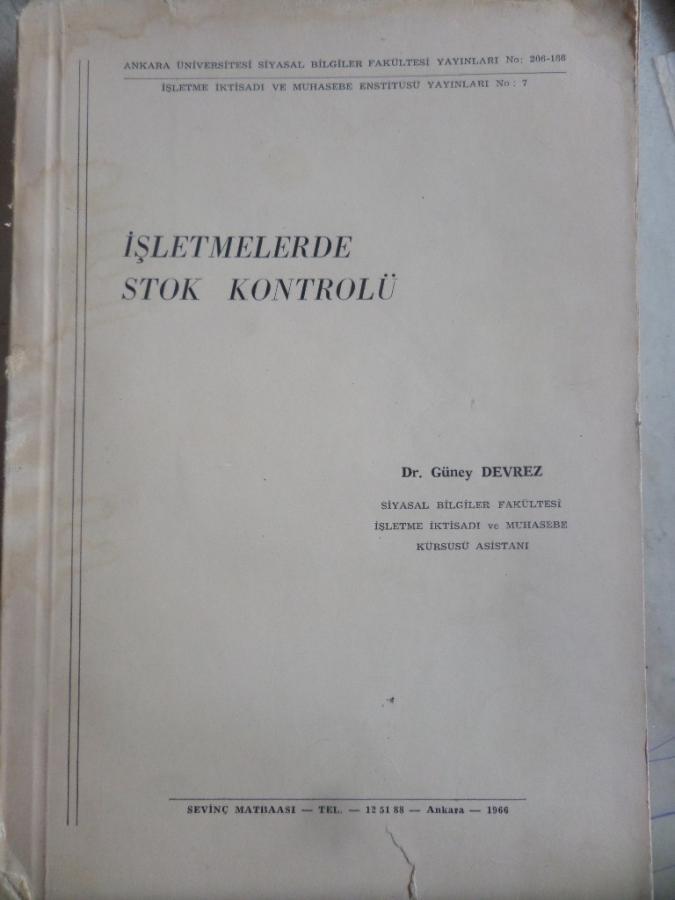 ANKARA ÜNİVERSİTESİ SİYASAL BİLGİLER FAKÜLTESİ YAYINLARI No: 206-186
İŞLETME İKTİSADI VE MUHASEBE ENSTİTÜSÜ YAYINLARI No : 7
İŞLETMELERDE
STOK KONTROLÜ
Dr. Güney DEVREZ
SİYASAL BİLGİLER FAKÜLTESİ
İŞLETME İKTİSADI ve MUHASEBE
KÜRSÜSÜ ASİSTANI
SEVİNÇ MATBAASI — TEL. — 12 51 88 — Ankara — 1966